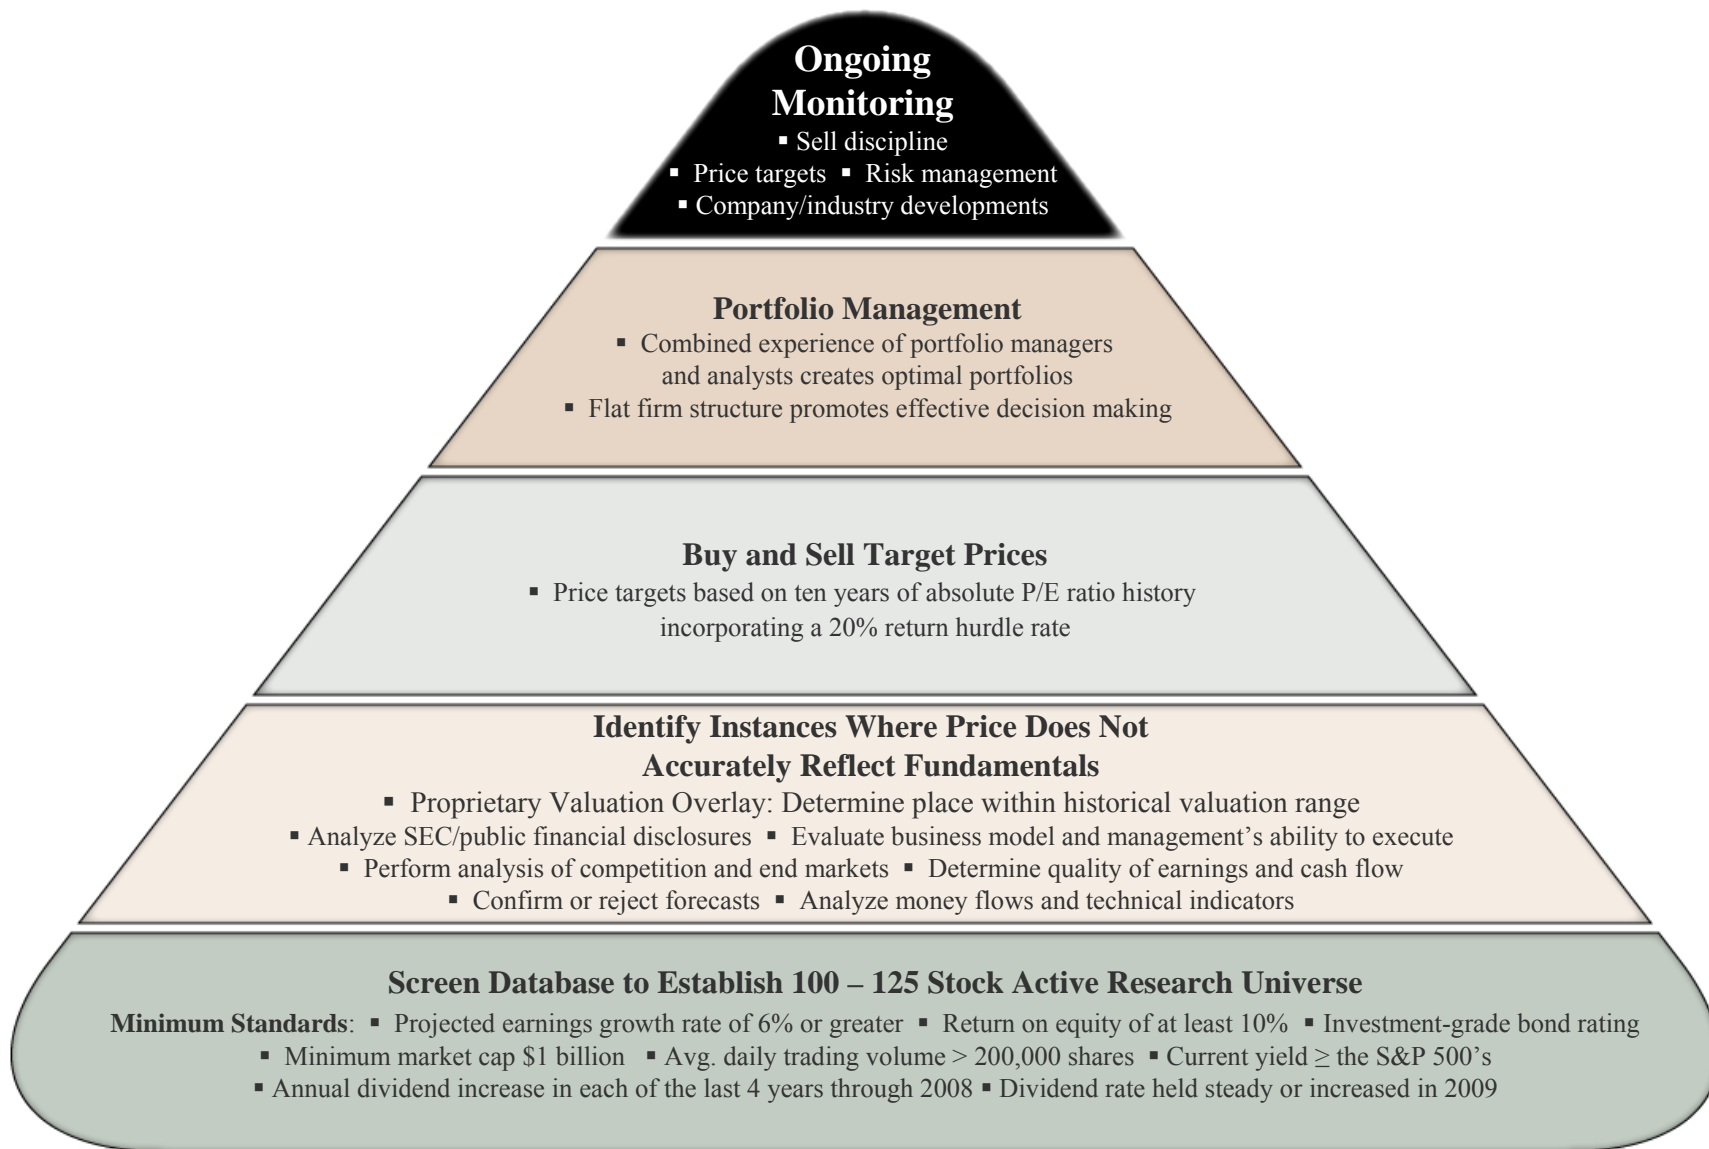 Ongoing
Monitoring
▪ Sell discipline
▪ Price targets ▪ Risk management
▪ Company/industry developments
Portfolio Management
▪ Combined experience of portfolio managers
and analysts creates optimal portfolios
▪ Flat firm structure promotes effective decision making
Buy and Sell Target Prices
▪ Price targets based on ten years of absolute P/E ratio history
incorporating a 20% return hurdle rate
Identify Instances Where Price Does Not
Accurately Reflect Fundamentals
▪ Proprietary Valuation Overlay: Determine place within historical valuation range
▪ Analyze SEC/public financial disclosures ▪ Evaluate business model and management’s ability to execute
▪ Perform analysis of competition and end markets ▪ Determine quality of earnings and cash flow
▪ Confirm or reject forecasts ▪ Analyze money flows and technical indicators
Screen Database to Establish 100 – 125 Stock Active Research Universe
Minimum Standards: ▪ Projected earnings growth rate of 6% or greater ▪ Return on equity of at least 10% ▪ Investment-grade bond rating
▪ Minimum market cap $1 billion ▪ Avg. daily trading volume > 200,000 shares ▪ Current yield ≥ the S&P 500’s
▪ Annual dividend increase in each of the last 4 years through 2008 ▪ Dividend rate held steady or increased in 2009